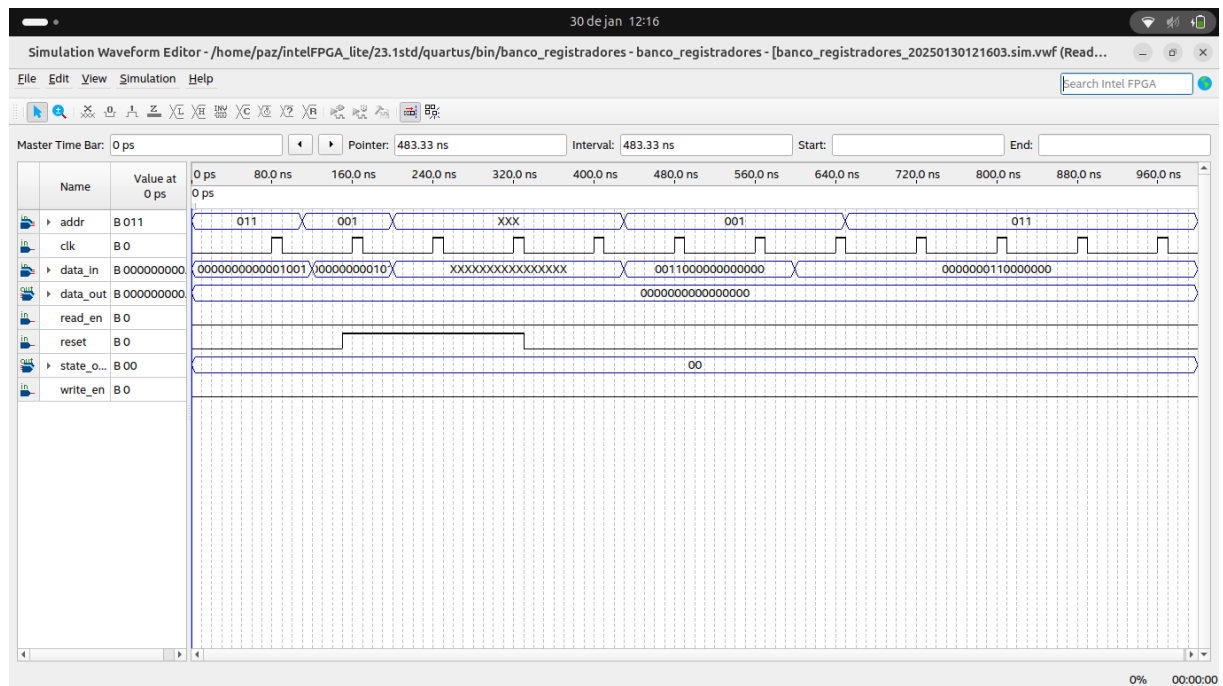 30 de jan 12:16
Simulation Waveform Editor - /home/paz/intelFPGA_lite/23.1std/quartus/bin/banco_registradores - banco_registradores - [banco_registradores_20250130121603.sim.vwf (Read...
File Edit View Simulation Help
Search Intel FPGA
Master Time Bar: 0 ps Pointer: 483.33 ns Interval: 483.33 ns Start: End:
Name Value at 0 ps 0 ps 80.0 ns 160.0 ns 240.0 ns 320.0 ns 400.0 ns 480.0 ns 560.0 ns 640.0 ns 720.0 ns 800.0 ns 880.0 ns 960.0 ns
0 ps
addr B 011 011 001 XXX 001 011
clk B 0
data_in B 000000000. 0000000000001001 0000000010 XXXXXXXXXXXXXXXX 0011000000000000 0000000110000000
data_out B 000000000. 0000000000000000
read_en B 0
reset B 0
state_o... B 00 00
write_en B 0
0% 00:00:00